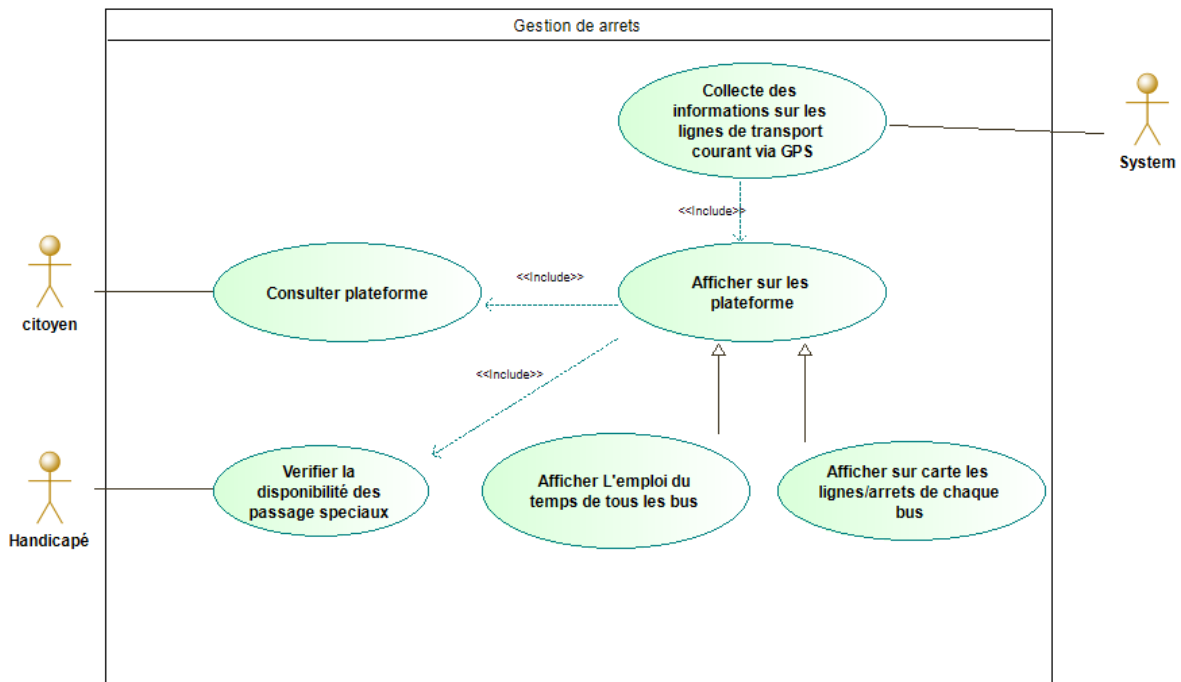 Gestion de arrets
Collecte des
informations sur les
lignes de transport
courant via GPS
System
<<Include>>
citoyen
Consulter plateforme
<<Include>>
Afficher sur les
plateforme
<<Include>>
Handicapé
Verifier la
disponibilité des
passage speciaux
Afficher L'emploi du
temps de tous les bus
Afficher sur carte les
lignes/arrets de chaque
bus